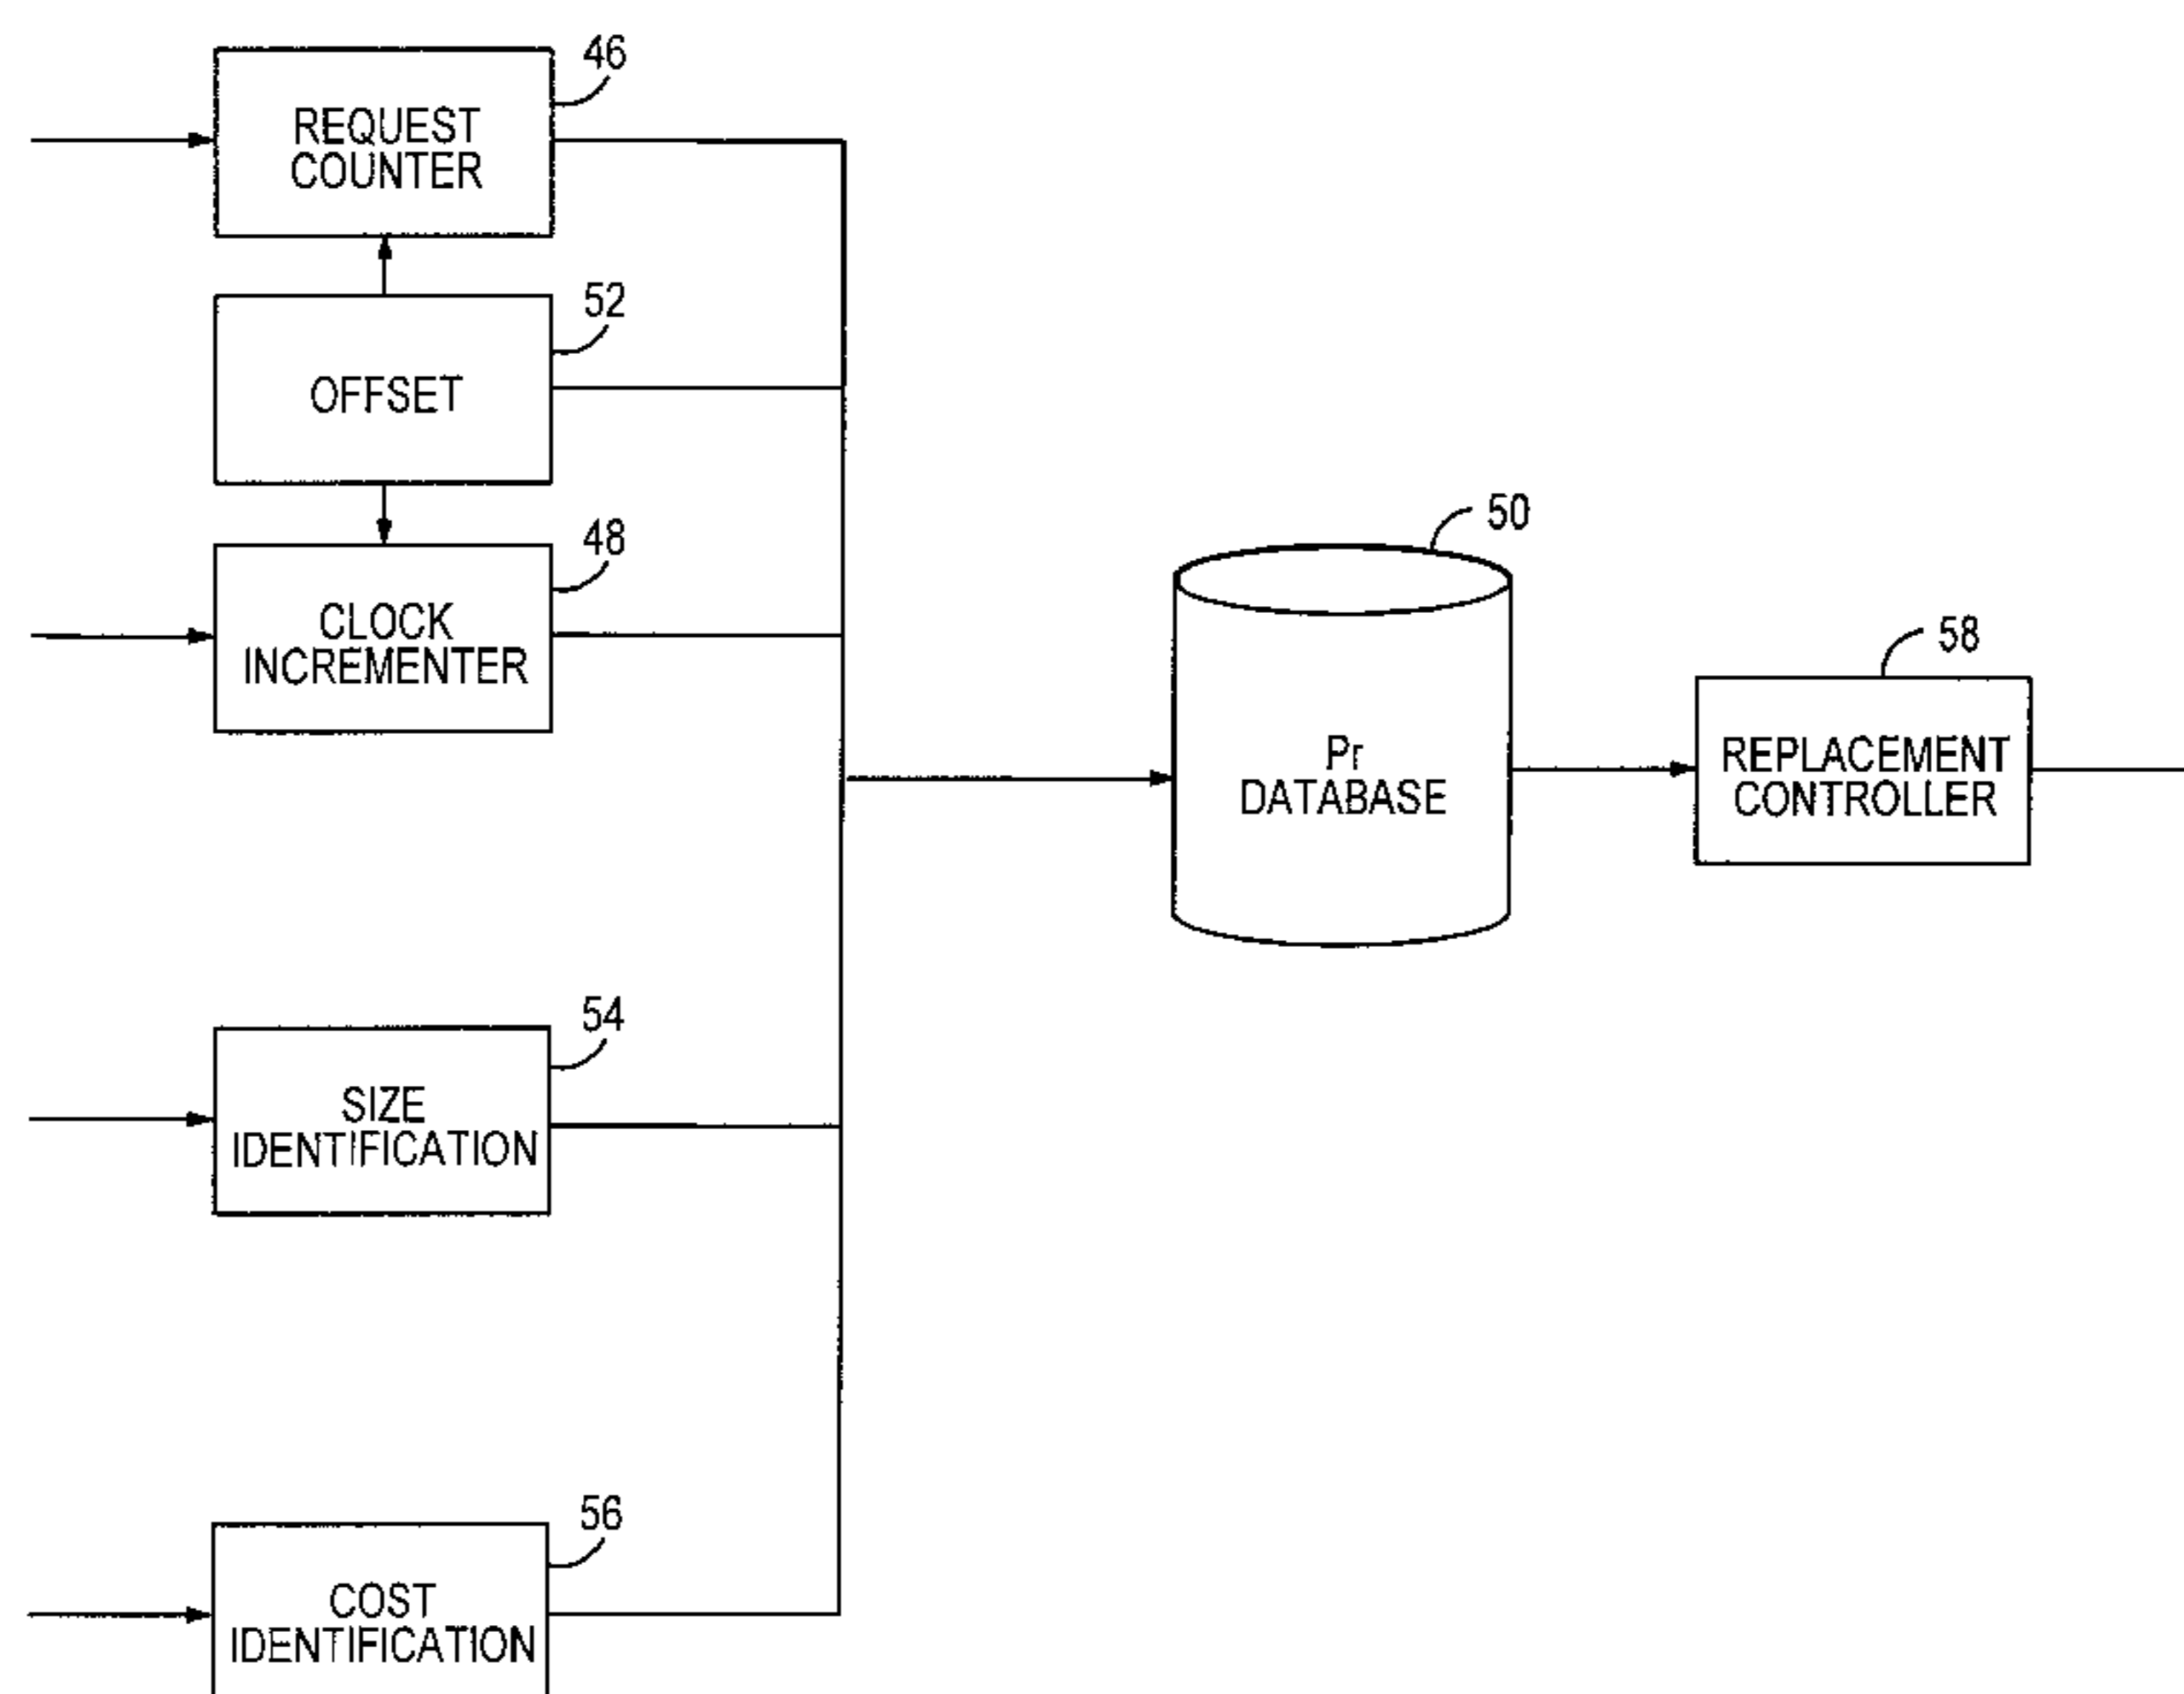 46
REQUEST
COUNTER
52
OFFSET
48
CLOCK
INCREMENTER
50
Pr
DATABASE
58
REPLACEMENT
CONTROLLER
54
SIZE
IDENTIFICATION
56
COST
IDENTIFICATION